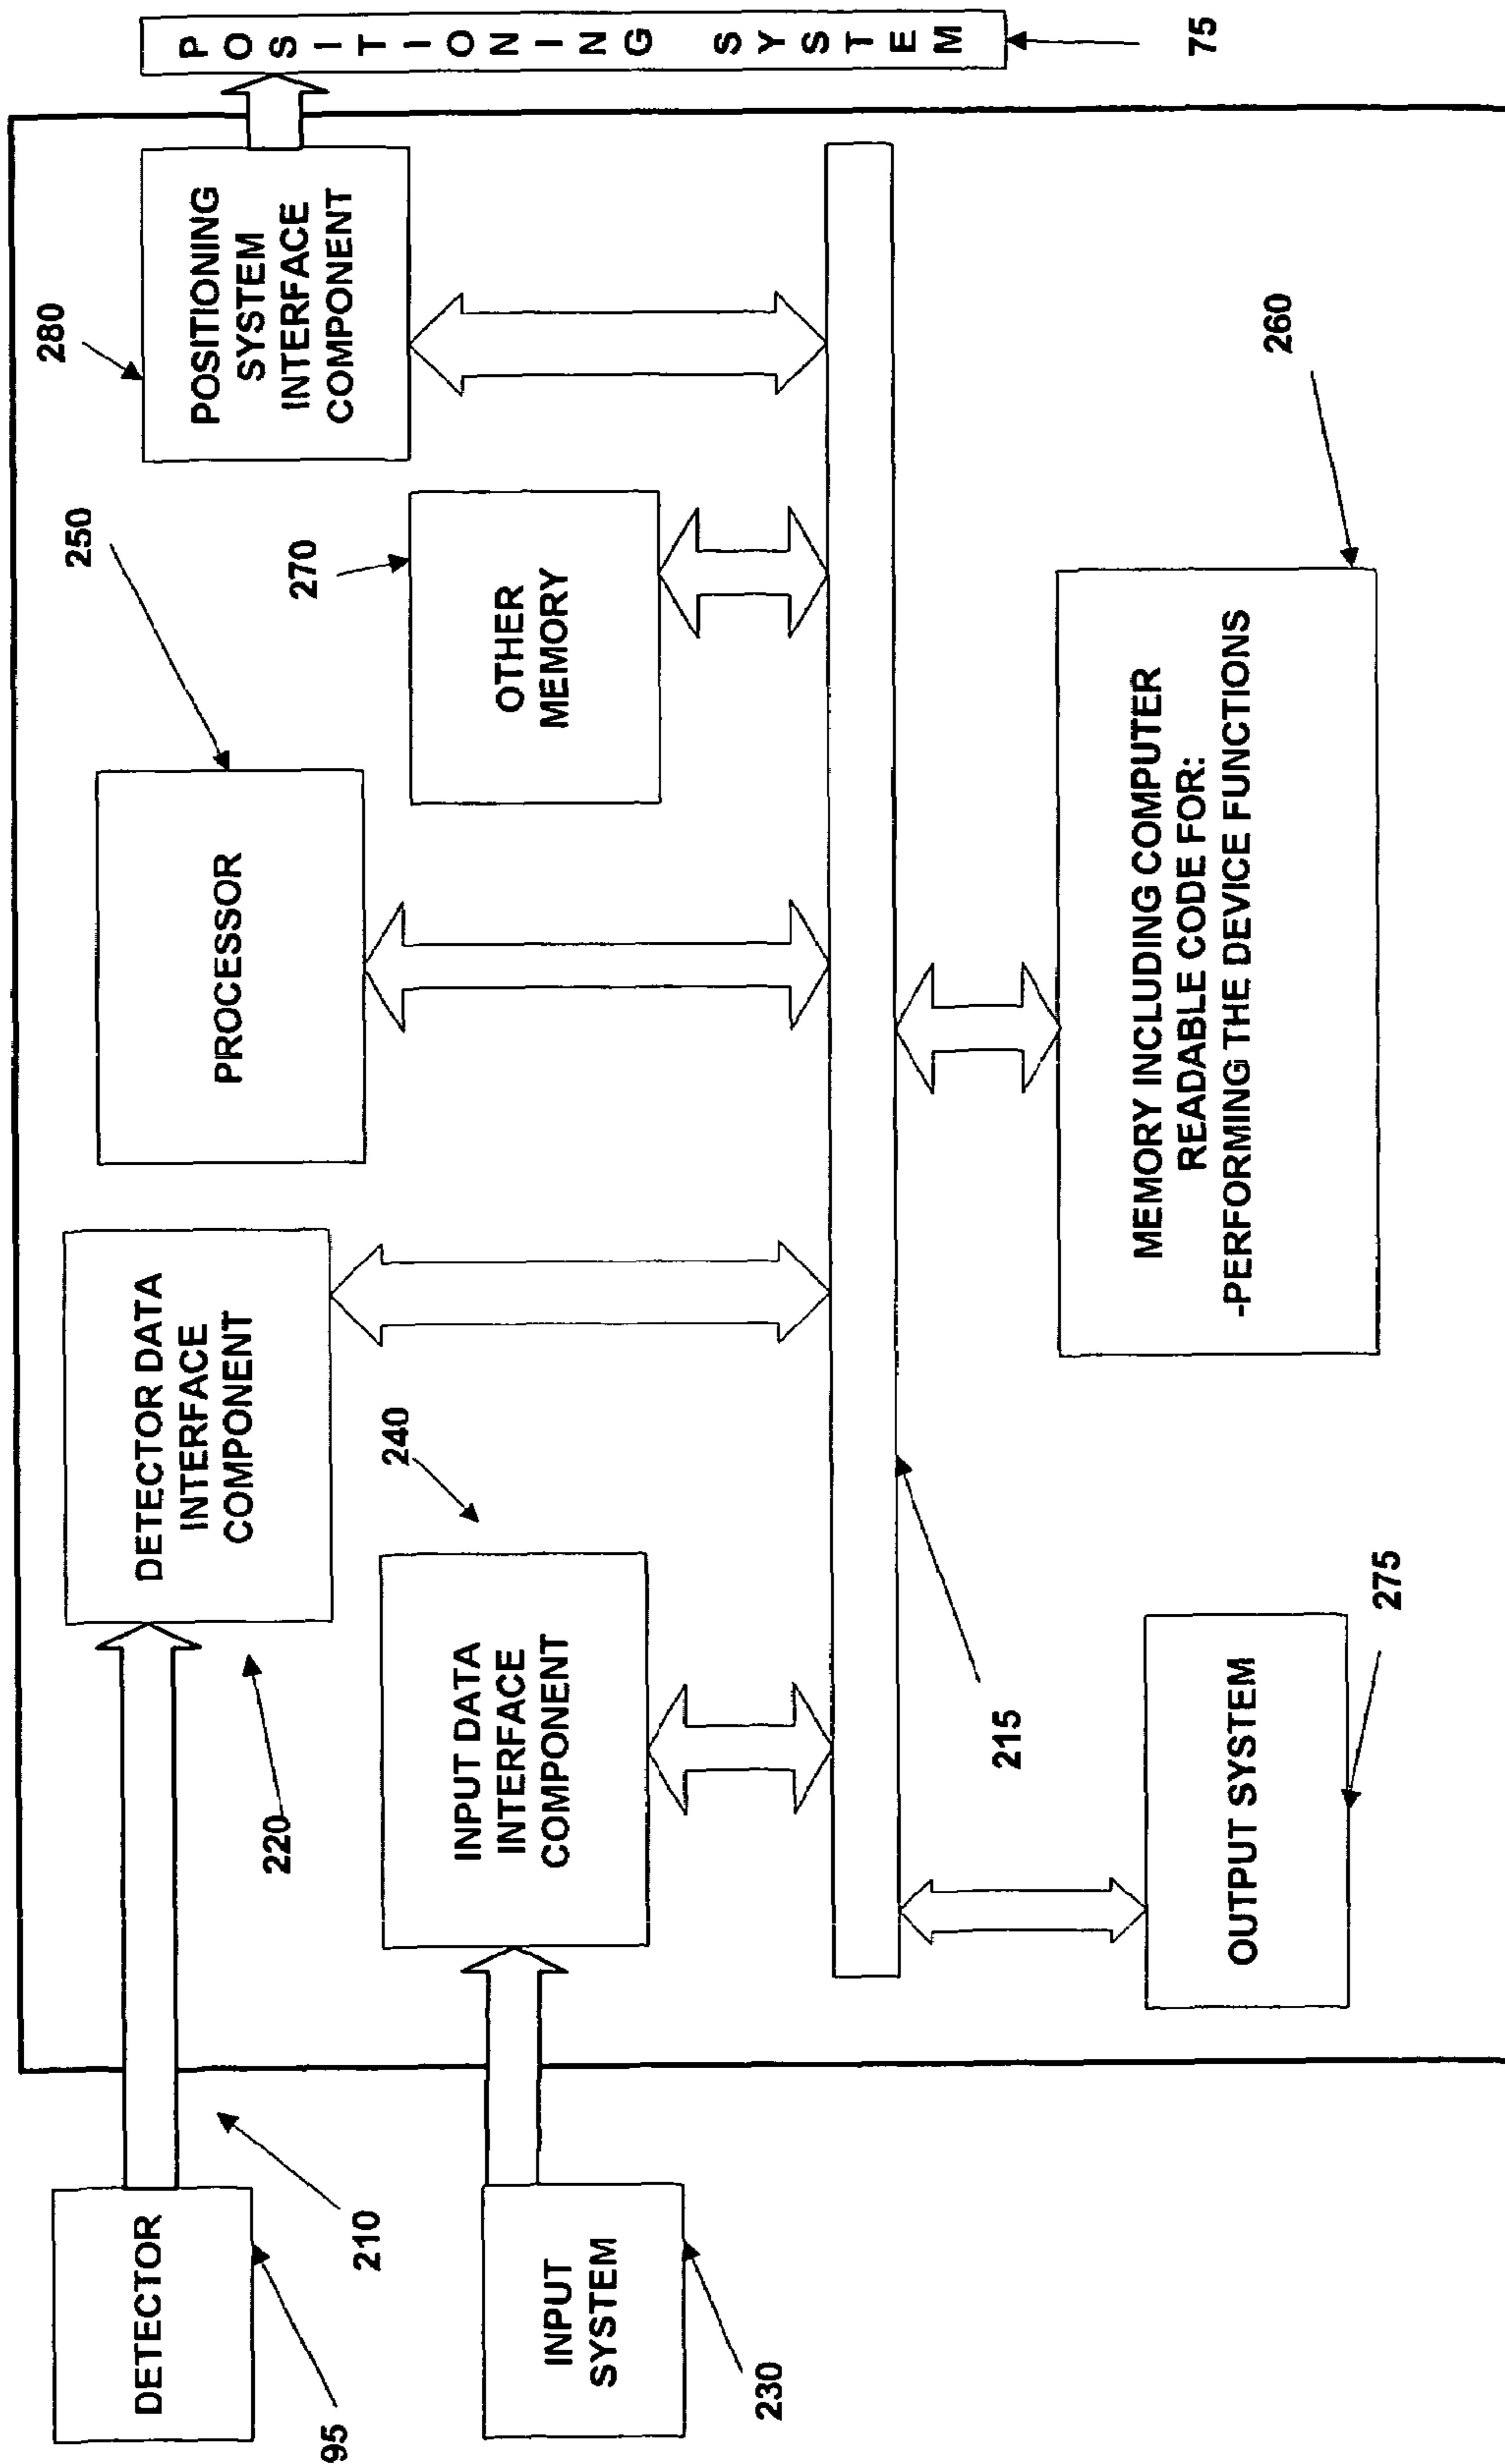 DETECTOR
95
210
INPUT
SYSTEM
230
DETECTOR DATA
INTERFACE
COMPONENT
220
INPUT DATA
INTERFACE
COMPONENT
240
PROCESSOR
250
OTHER
MEMORY
270
POSITIONING
SYSTEM
INTERFACE
COMPONENT
280
POSITIONING SYSTEM
75
215
OUTPUT SYSTEM
275
MEMORY INCLUDING COMPUTER
READABLE CODE FOR:
-PERFORMING THE DEVICE FUNCTIONS
260